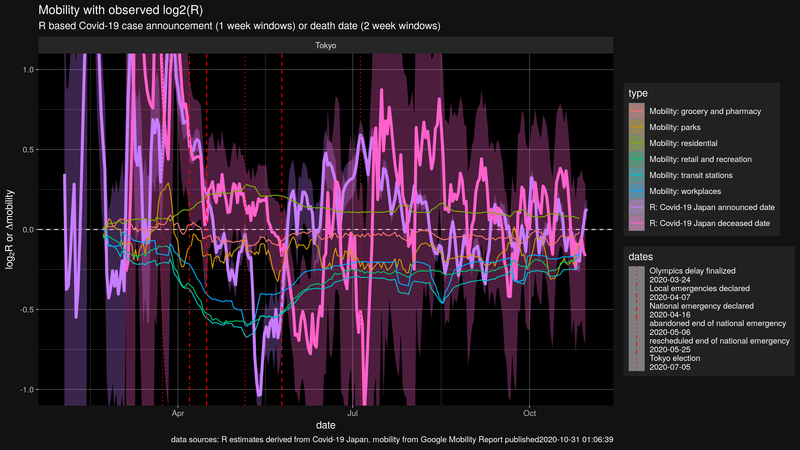 Mobility with observed log2(R)
R based Covid-19 case announcement (1 week windows) or death date (2 week windows)
Tokyo
1.0
0.5
0.0
-0.5
-1.0
log₂R or Δmobility
Apr
Jul
Oct
date
data sources: R estimates derived from Covid-19 Japan. mobility from Google Mobility Report published2020-10-31 01:06:39
type
Mobility: grocery and pharmacy
Mobility: parks
Mobility: residential
Mobility: retail and recreation
Mobility: transit stations
Mobility: workplaces
R: Covid-19 Japan announced date
R: Covid-19 Japan deceased date
dates
Olympics delay finalized
2020-03-24
Local emergencies declared
2020-04-07
National emergency declared
2020-04-16
abandoned end of national emergency
2020-05-06
rescheduled end of national emergency
2020-05-25
Tokyo election
2020-07-05